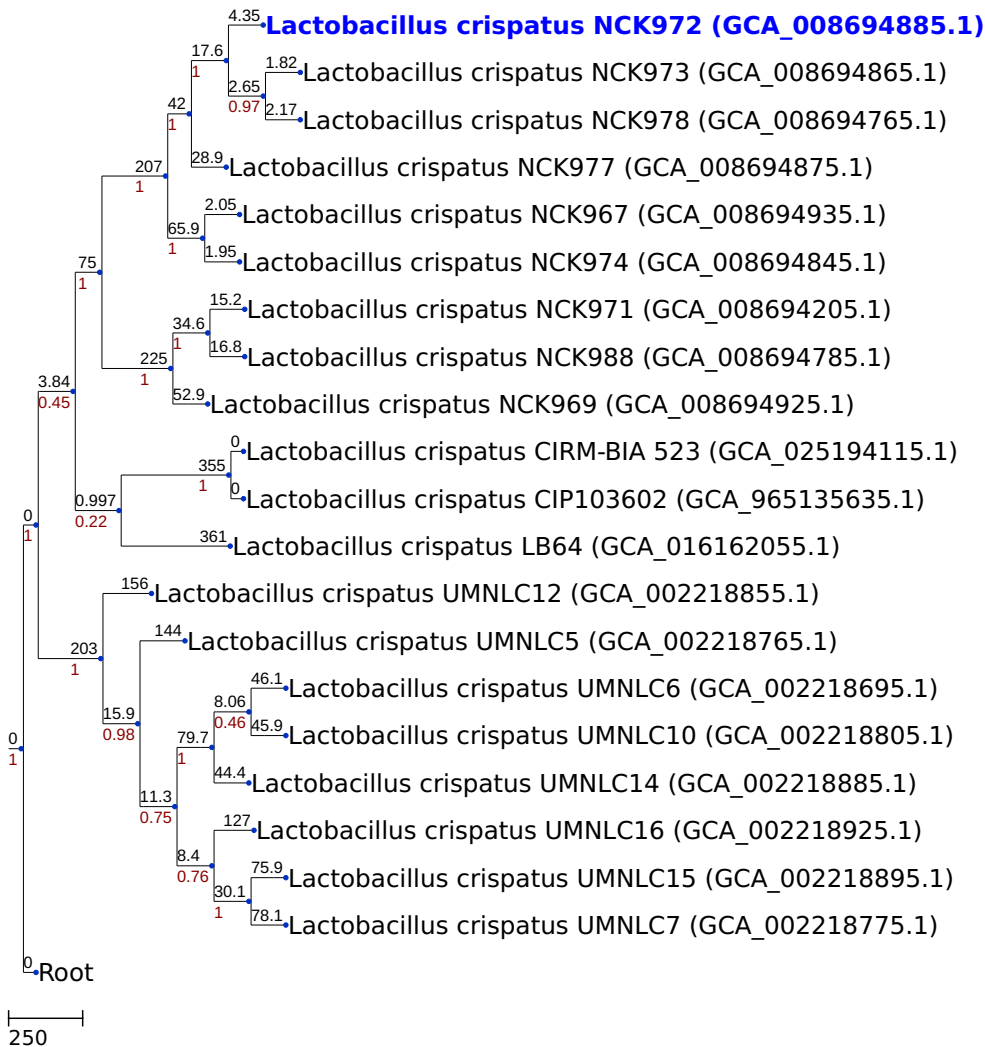 4.35
Lactobacillus crispatus NCK972 (GCA_008694885.1)
17.6
1
1.82
Lactobacillus crispatus NCK973 (GCA_008694865.1)
2.65
0.97
42
1
2.17
Lactobacillus crispatus NCK978 (GCA_008694765.1)
207
1
28.9
Lactobacillus crispatus NCK977 (GCA_008694875.1)
2.05
Lactobacillus crispatus NCK967 (GCA_008694935.1)
65.9
1
1.95
Lactobacillus crispatus NCK974 (GCA_008694845.1)
75
1
15.2
Lactobacillus crispatus NCK971 (GCA_008694205.1)
34.6
1
16.8
Lactobacillus crispatus NCK988 (GCA_008694785.1)
225
1
3.84
0.45
52.9
Lactobacillus crispatus NCK969 (GCA_008694925.1)
0
Lactobacillus crispatus CIRM-BIA 523 (GCA_025194115.1)
355
1
0
Lactobacillus crispatus CIP103602 (GCA_965135635.1)
0.997
0.22
0
1
361
Lactobacillus crispatus LB64 (GCA_016162055.1)
156
Lactobacillus crispatus UMNLC12 (GCA_002218855.1)
144
Lactobacillus crispatus UMNLC5 (GCA_002218765.1)
203
1
46.1
Lactobacillus crispatus UMNLC6 (GCA_002218695.1)
8.06
0.46
15.9
0.98
45.9
Lactobacillus crispatus UMNLC10 (GCA_002218805.1)
79.7
1
0
1
44.4
Lactobacillus crispatus UMNLC14 (GCA_002218885.1)
11.3
0.75
127
Lactobacillus crispatus UMNLC16 (GCA_002218925.1)
8.4
0.76
75.9
Lactobacillus crispatus UMNLC15 (GCA_002218895.1)
30.1
1
78.1
Lactobacillus crispatus UMNLC7 (GCA_002218775.1)
0
Root
250